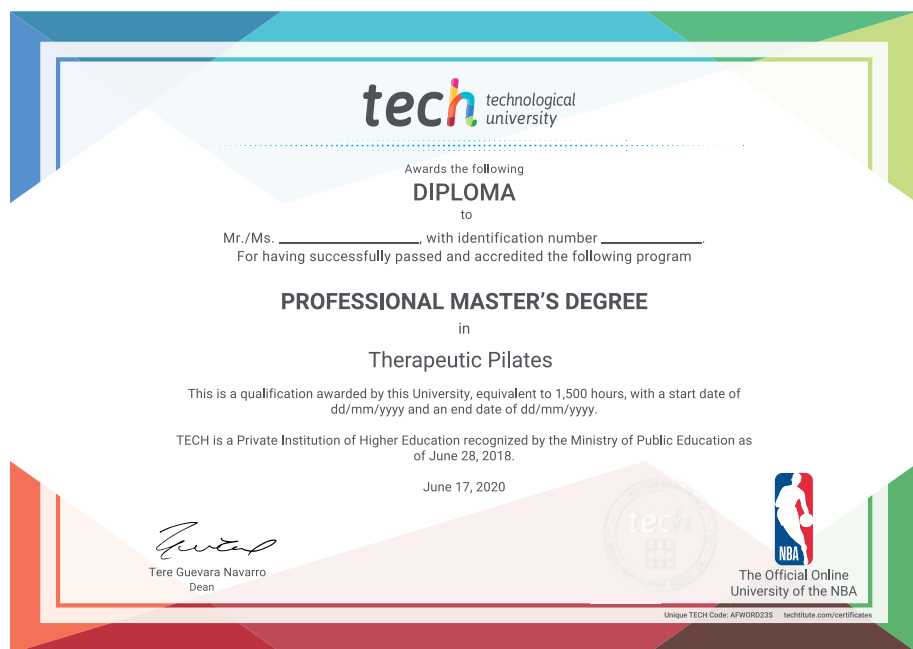 tech technological
university
Awards the following
DIPLOMA
to
Mr./Ms. ____________, with identification number ____________.
For having successfully passed and accredited the following program
PROFESSIONAL MASTER’S DEGREE
in
Therapeutic Pilates
This is a qualification awarded by this University, equivalent to 1,500 hours, with a start date of
dd/mm/yyyy and an end date of dd/mm/yyyy.
TECH is a Private Institution of Higher Education recognized by the Ministry of Public Education as
of June 28, 2018.
June 17, 2020
tech
NBA
Tere Guevara Navarro
Dean
The Official Online
University of the NBA
Unique TECH Code: AFWORD23S techtitute.com/certificates